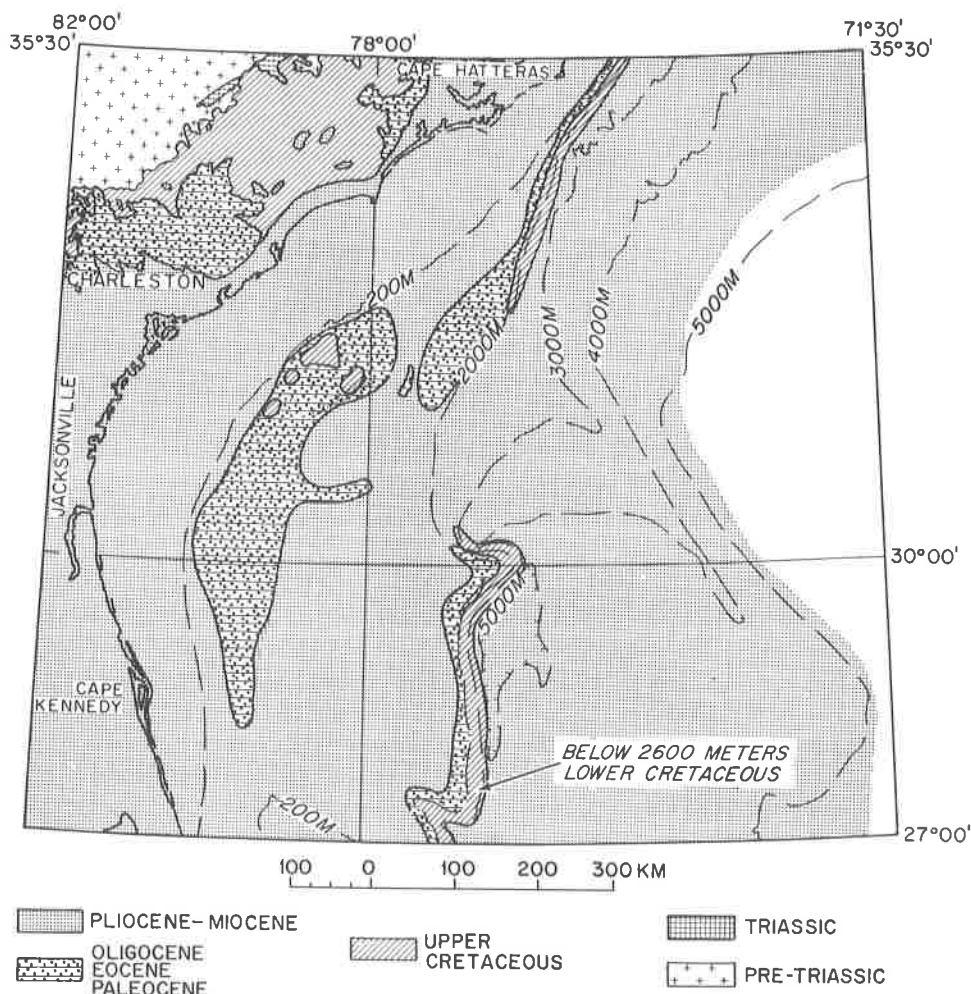 82°00'
71°30'
35°30'
78°00'
35°30'
CAPE HATTERAS
CHARLESTON
200M
2000M
3000M
4000M
5000M
JACKSONVILLE
30°00'
5000M
CAPE
KENNEDY
BELOW 2600 METERS
LOWER CRETACEOUS
200M
27°00'
100 0 100 200 300 KM
PLIOCENE-MIOCENE
OLIGOCENE
EOCENE
PALEOCENE
UPPER
CRETACEOUS
TRIASSIC
PRE-TRIASSIC